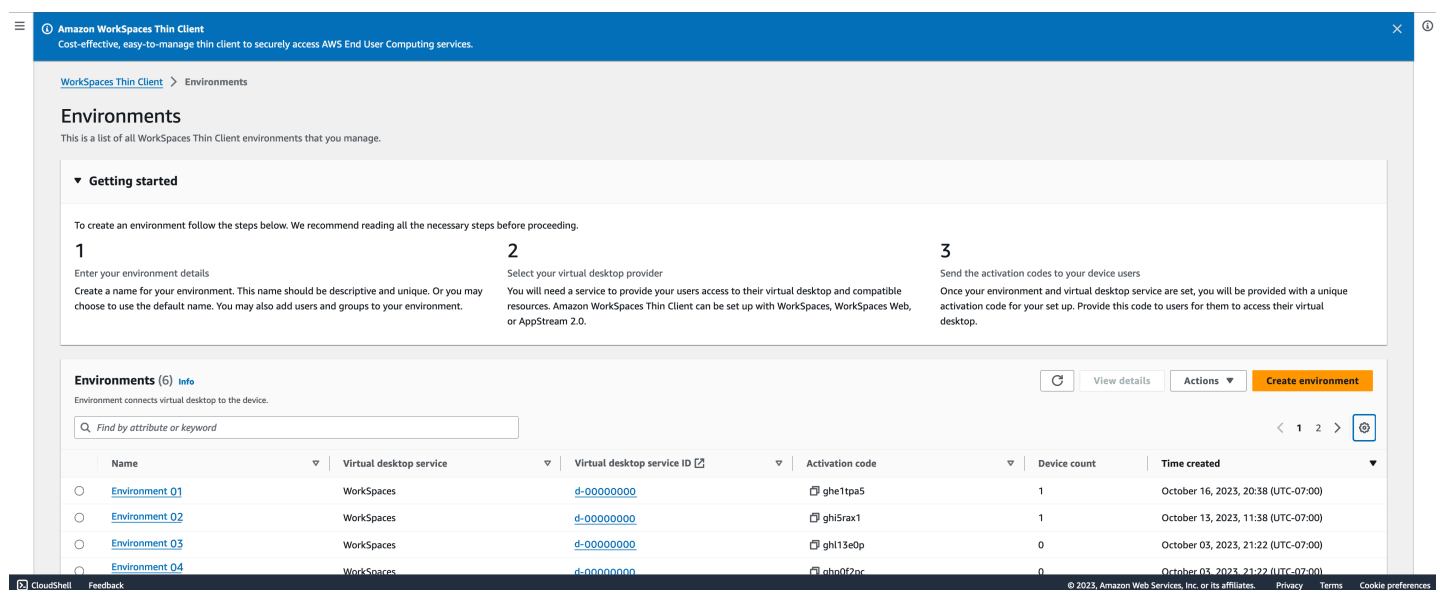 Amazon WorkSpaces Thin Client
Cost-effective, easy-to-manage thin client to securely access AWS End User Computing services.
WorkSpaces Thin Client > Environments
Environments
This is a list of all WorkSpaces Thin Client environments that you manage.
Getting started
To create an environment follow the steps below. We recommend reading all the necessary steps before proceeding.
1
Enter your environment details
Create a name for your environment. This name should be descriptive and unique. Or you may
choose to use the default name. You may also add users and groups to your environment.
2
Select your virtual desktop provider
You will need a service to provide your users access to their virtual desktop and compatible
resources. Amazon WorkSpaces Thin Client can be set up with WorkSpaces, WorkSpaces Web,
or AppStream 2.0.
3
Send the activation codes to your device users
Once your environment and virtual desktop service are set, you will be provided with a unique
activation code for your set up. Provide this code to users for them to access their virtual
desktop.
Environments (6) Info
View details Actions Create environment
Environment connects virtual desktop to the device.
Find by attribute or keyword
1 2
Name Virtual desktop service Virtual desktop service ID Activation code Device count Time created
Environment 01 WorkSpaces d-00000000 ghe1tpa5 1 October 16, 2023, 20:38 (UTC-07:00)
Environment 02 WorkSpaces d-00000000 ghi5rax1 1 October 13, 2023, 11:38 (UTC-07:00)
Environment 03 WorkSpaces d-00000000 ghl13e0p 0 October 03, 2023, 21:22 (UTC-07:00)
Environment 04 WorkSpaces d-00000000 ghp0f2pc 0 October 03, 2023, 21:22 (UTC-07:00)
CloudShell Feedback © 2023, Amazon Web Services, Inc. or its affiliates. Privacy Terms Cookie preferences